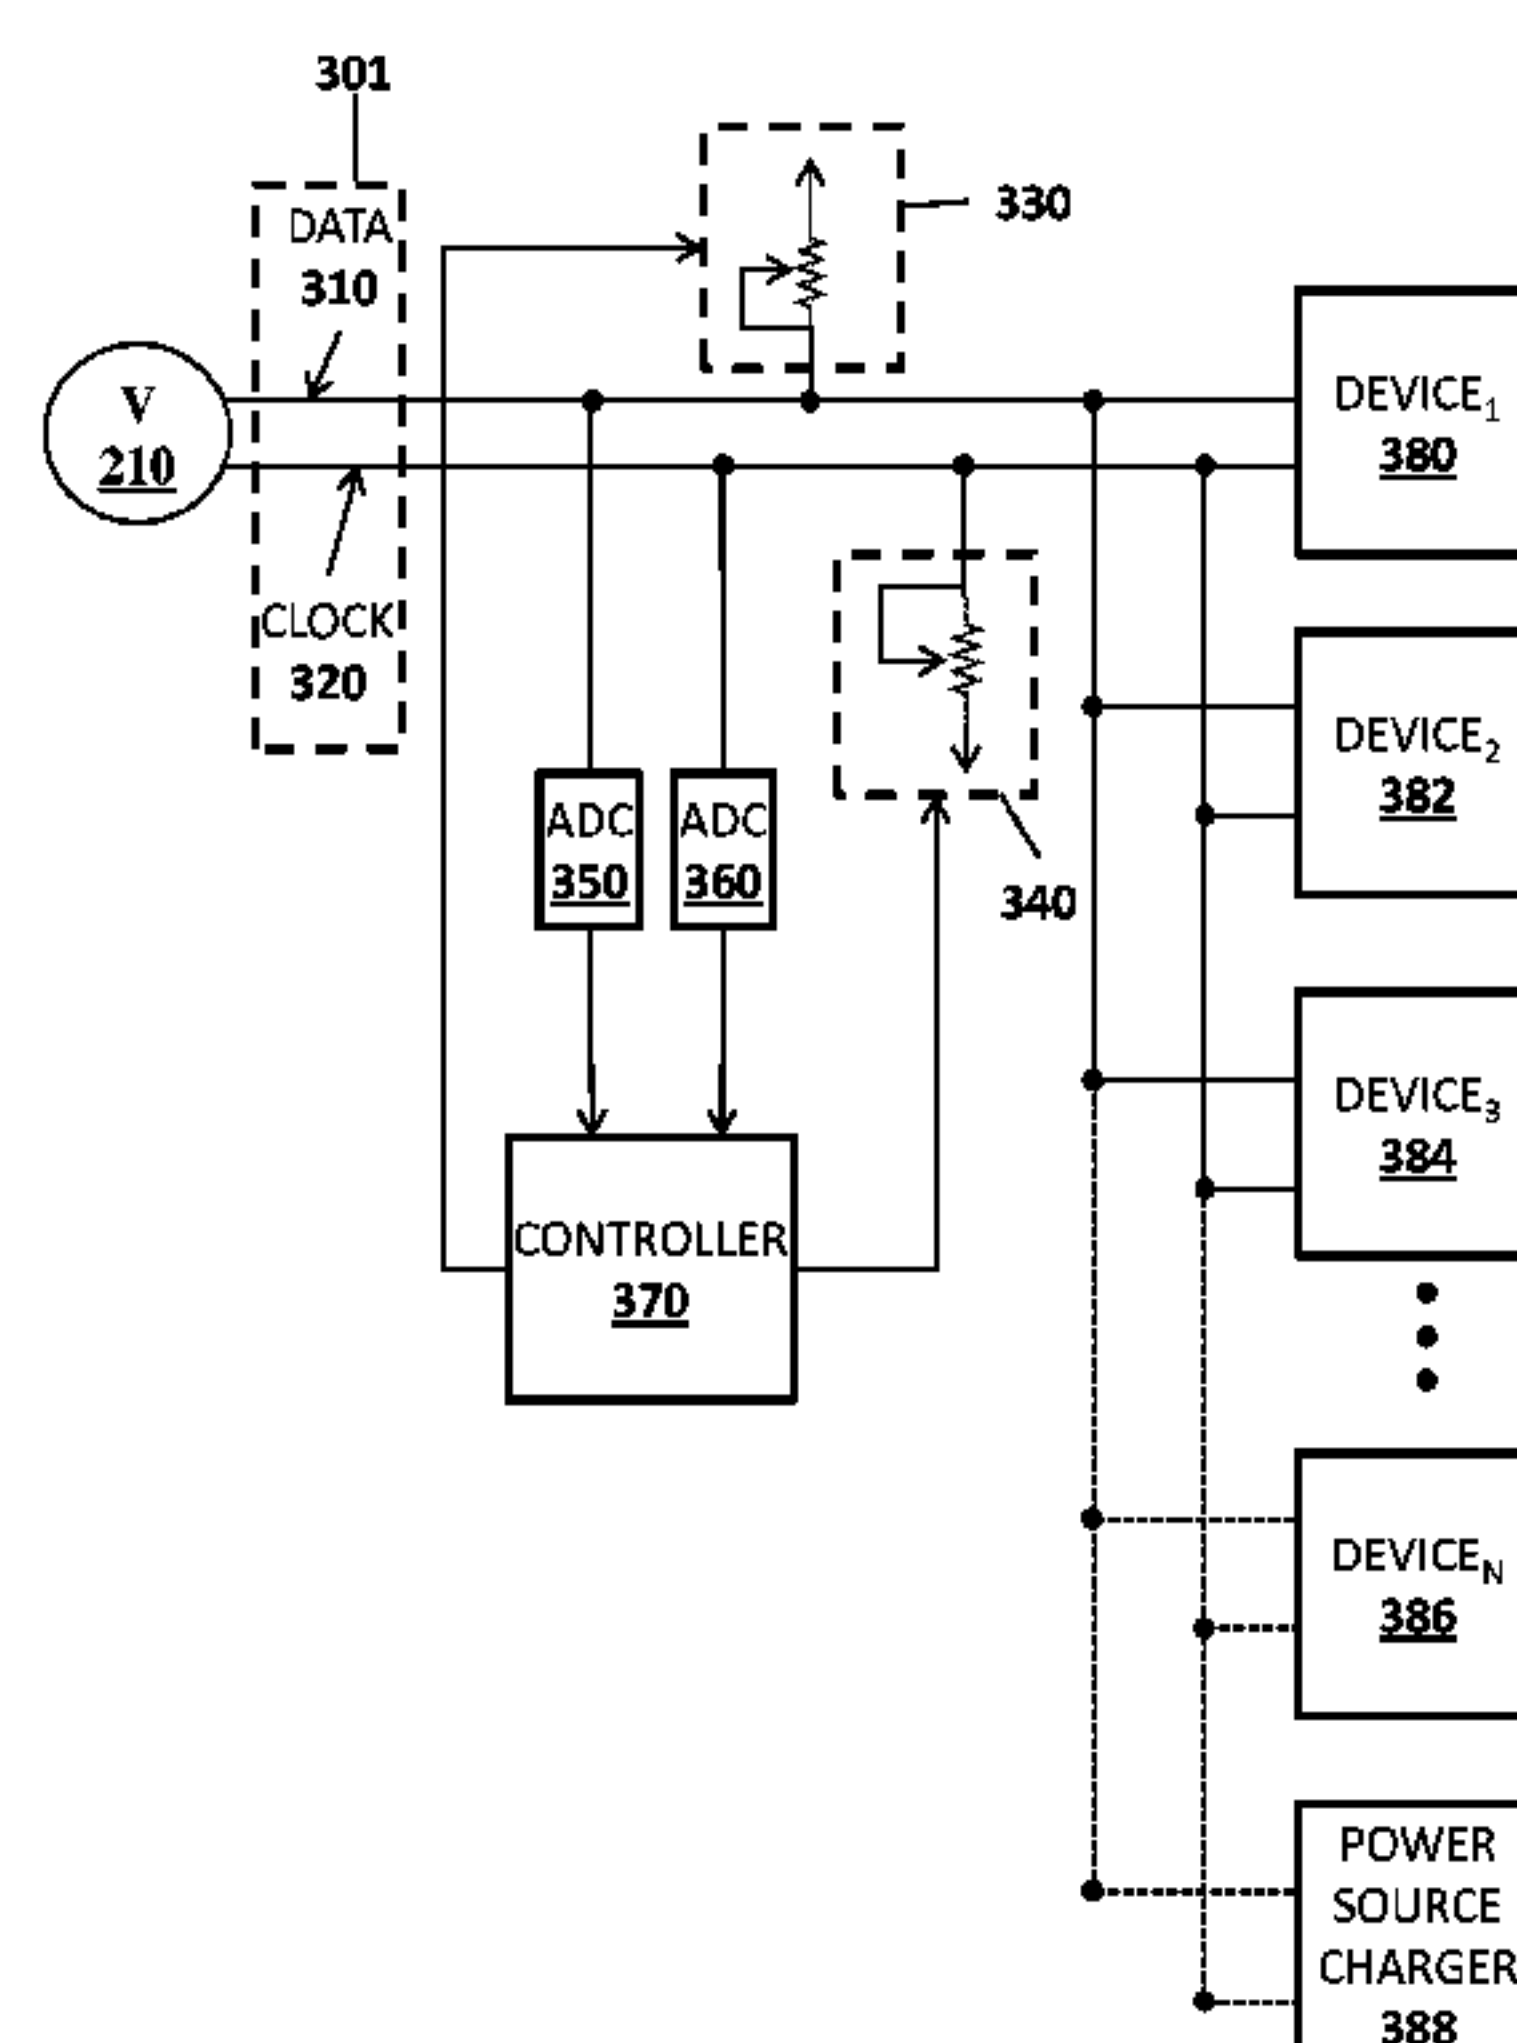 301
DATA
310
330
V
210
DEVICE1
380
CLOCK
320
DEVICE2
382
ADC
350
ADC
360
340
DEVICE3
384
CONTROLLER
370
DEVICEN
386
POWER
SOURCE
CHARGER
388